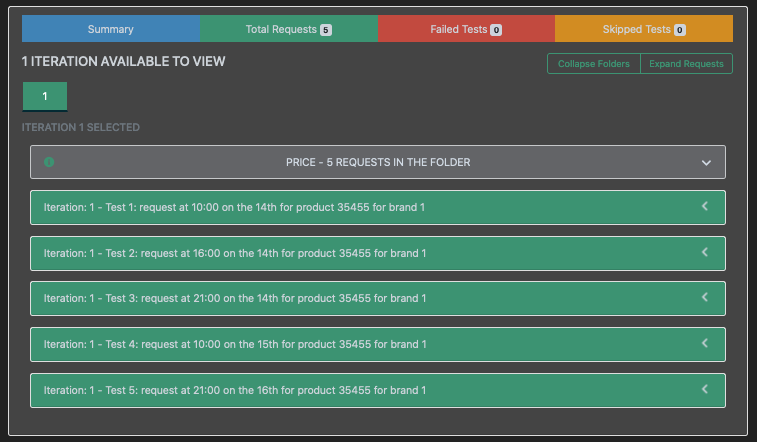 Summary
Total Requests 5
Failed Tests 0
Skipped Tests 0
1 ITERATION AVAILABLE TO VIEW
Collapse Folders
Expand Requests
1
ITERATION 1 SELECTED
PRICE - 5 REQUESTS IN THE FOLDER
Iteration: 1 - Test 1: request at 10:00 on the 14th for product 35455 for brand 1
Iteration: 1 - Test 2: request at 16:00 on the 14th for product 35455 for brand 1
Iteration: 1 - Test 3: request at 21:00 on the 14th for product 35455 for brand 1
Iteration: 1 - Test 4: request at 10:00 on the 15th for product 35455 for brand 1
Iteration: 1 - Test 5: request at 21:00 on the 16th for product 35455 for brand 1